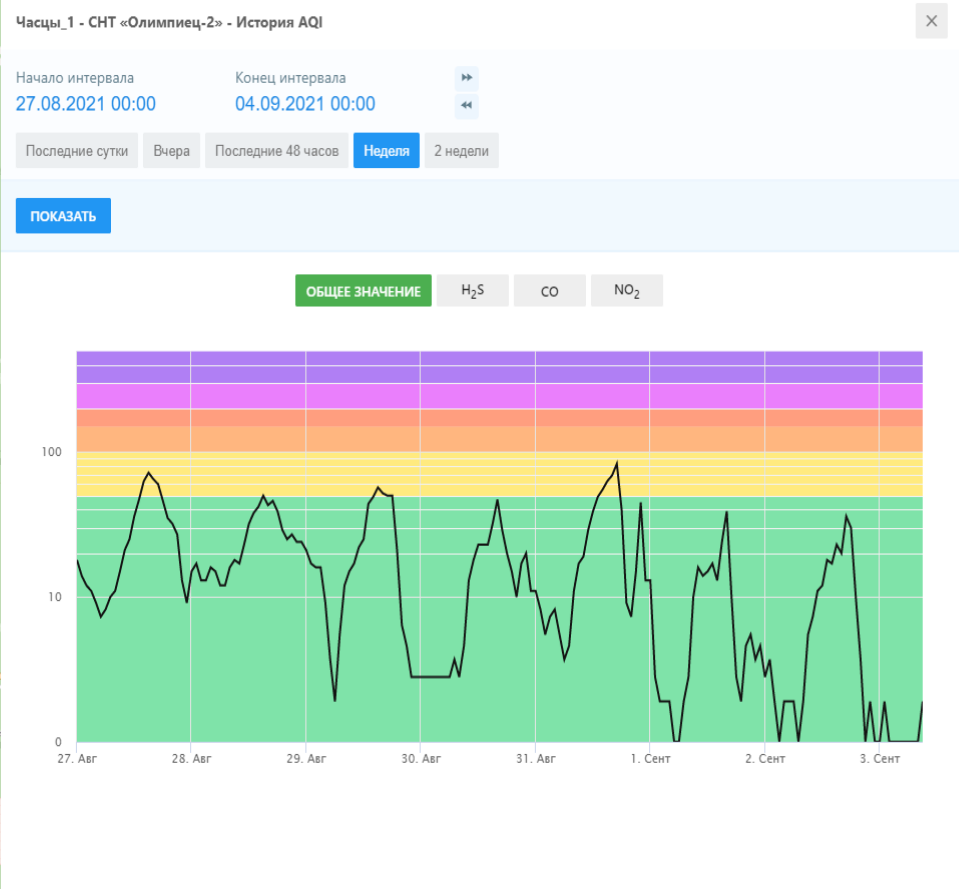 Часцы_1 - СНТ «Олимпиец-2» - История AQI
Начало интервала
27.08.2021 00:00
Конец интервала
04.09.2021 00:00
Последние сутки
Вчера
Последние 48 часов
Неделя
2 недели
ПОКАЗАТЬ
ОБЩЕЕ ЗНАЧЕНИЕ
H₂S
CO
NO₂
100
10
0
27. Авг
28. Авг
29. Авг
30. Авг
31. Авг
1. Сент
2. Сент
3. Сент